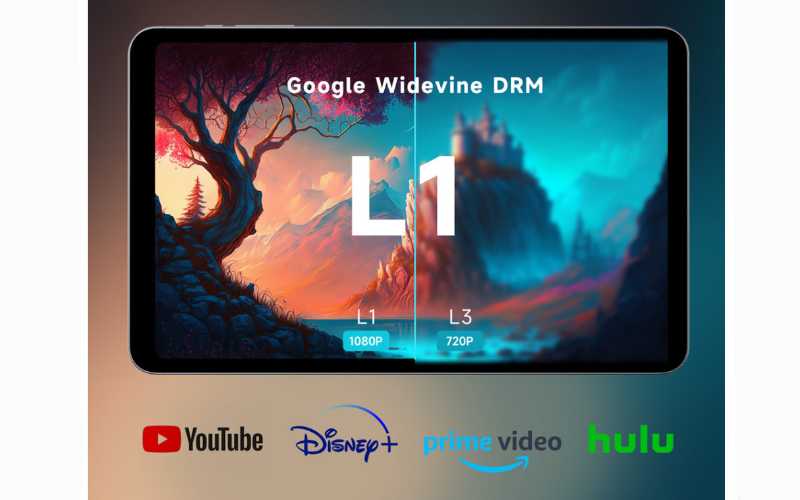 Google Widevine DRM
L1
L1 L3
1080P 720P
YouTube Disney+ prime video hulu